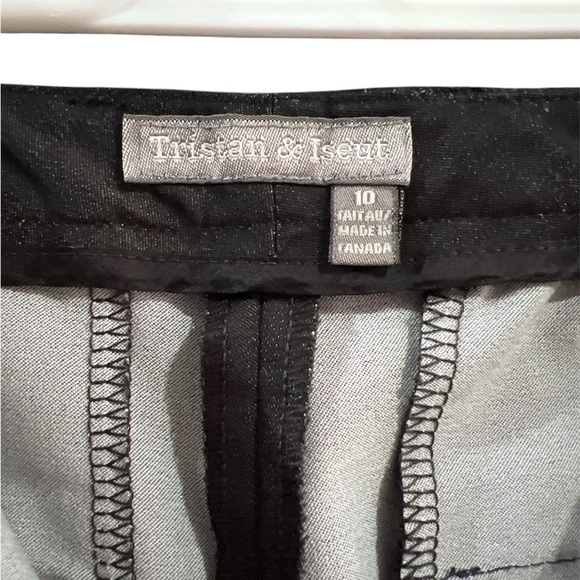 Tristan & Iseut
10
FAIT AU/
MADE IN
CANADA